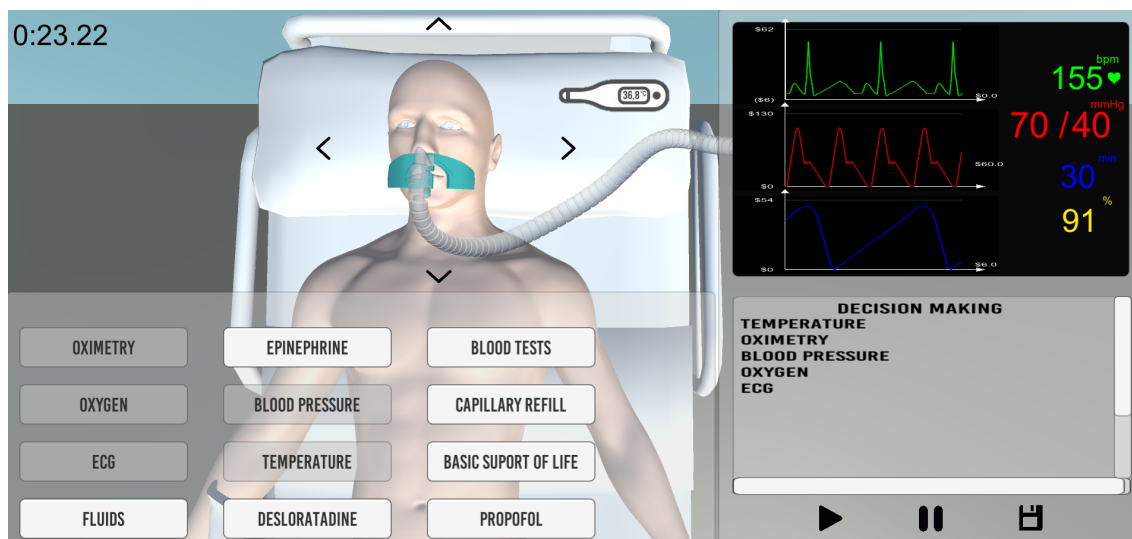 0:23.22
36,8 °C
$62
($6)
$0.0
bpm
155
$130
$0
$60.0
mmHg
70 /40
$54
$0
$6.0
min
30
%
91
OXIMETRY
EPINEPHRINE
BLOOD TESTS
OXYGEN
BLOOD PRESSURE
CAPILLARY REFILL
ECG
TEMPERATURE
BASIC SUPORT OF LIFE
FLUIDS
DESLORATADINE
PROPOFOL
DECISION MAKING
TEMPERATURE
OXIMETRY
BLOOD PRESSURE
OXYGEN
ECG